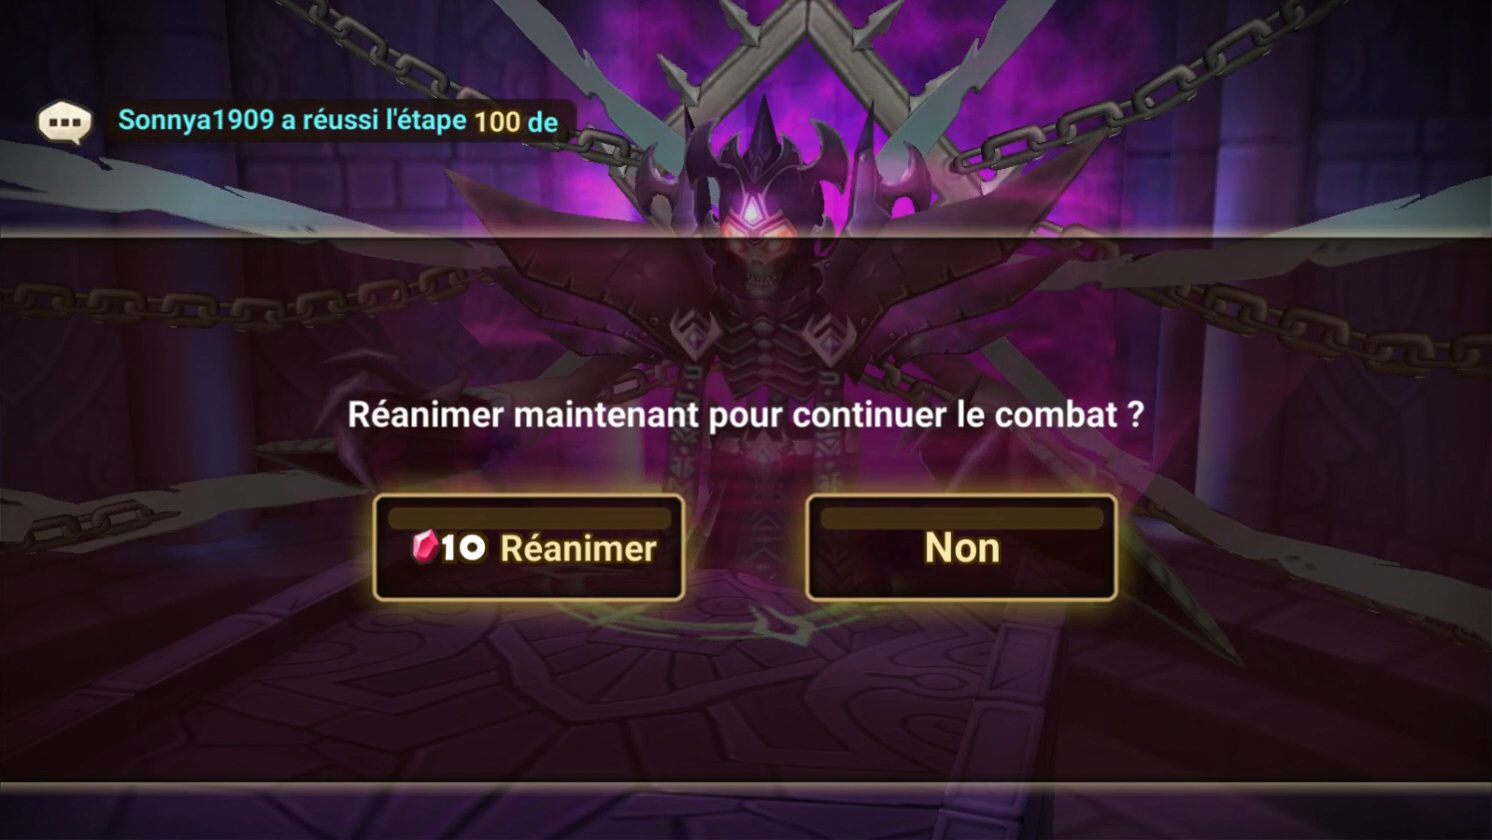 Sonnya1909 a réussi l'étape 100 de
Réanimer maintenant pour continuer le combat ?
10 Réanimer
Non